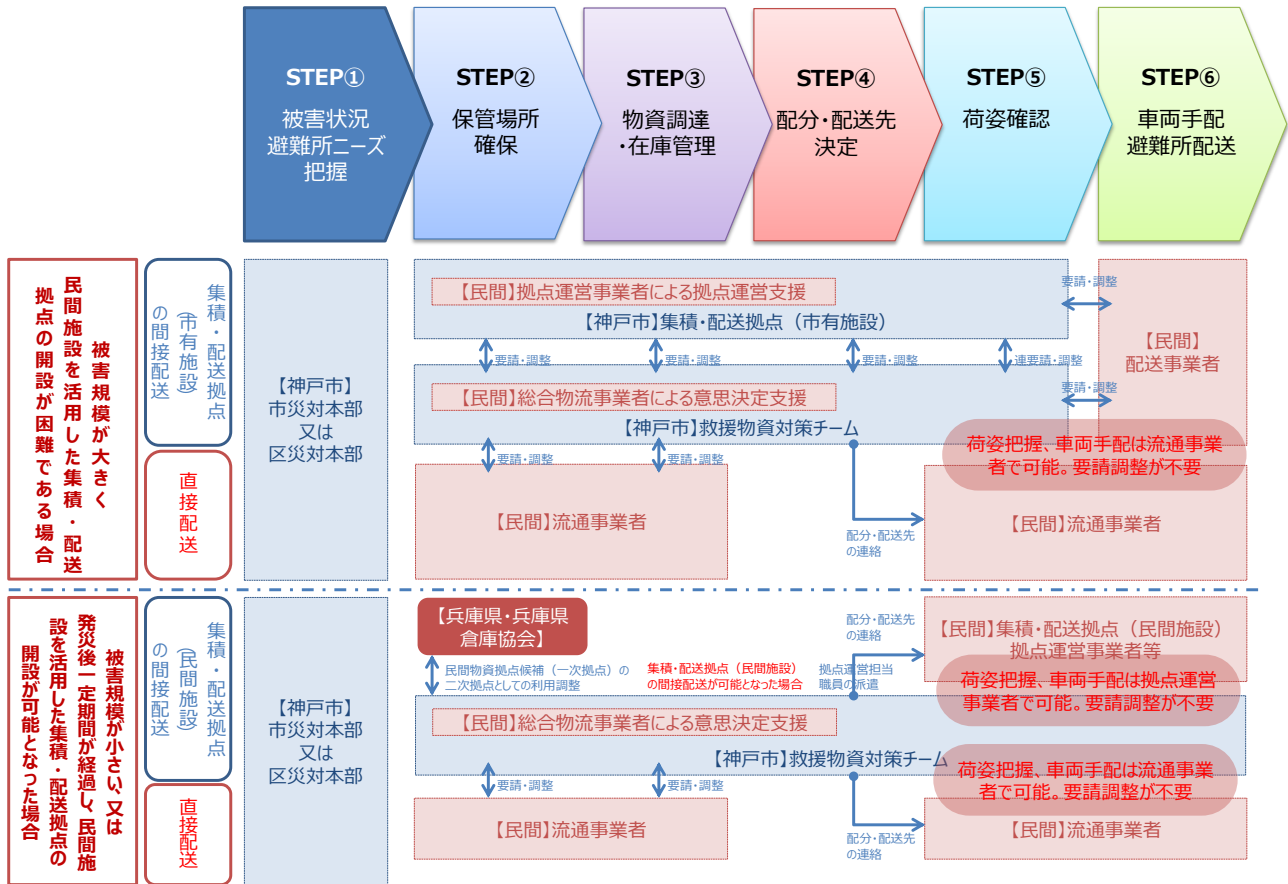 STEP①
被害状況
避難所ニーズ
把握
STEP②
保管場所
確保
STEP③
物資調達
・在庫管理
STEP④
配分・配送先
決定
STEP⑤
荷姿確認
STEP⑥
車両手配
避難所配送
被害規模が大きく
民間施設を活用した集積・配送
拠点の開設が困難である場合
集積・配送拠点
(市有施設)
の間接配送
直接配送
【神戸市】
市災対本部
又は
区災対本部
【民間】拠点運営事業者による拠点運営支援
【神戸市】集積・配送拠点（市有施設）
要請・調整
要請・調整
要請・調整
連要請・調整
要請・調整
【民間】
配送事業者
【民間】総合物流事業者による意思決定支援
【神戸市】救援物資対策チーム
要請・調整
要請・調整
要請・調整
荷姿把握、車両手配は流通事業
者で可能。要請調整が不要
【民間】流通事業者
配分・配送先
の連絡
【民間】流通事業者
被害規模が小さい、又は
発災後一定期間が経過し、民間施
設を活用した集積・配送拠点の
開設が可能となった場合
集積・配送拠点
(民間施設)
の間接配送
直接配送
【神戸市】
市災対本部
又は
区災対本部
【兵庫県・兵庫県
倉庫協会】
民間物資拠点候補（一次拠点）の
二次拠点としての利用調整
集積・配送拠点（民間施設）
の間接配送が可能となった場合
配分・配送先
の連絡
拠点運営担当
職員の派遣
【民間】集積・配送拠点（民間施設）
拠点運営事業者等
荷姿把握、車両手配は拠点運営
事業者で可能。要請調整が不要
【民間】総合物流事業者による意思決定支援
【神戸市】救援物資対策チーム
要請・調整
要請・調整
荷姿把握、車両手配は流通事業
者で可能。要請調整が不要
【民間】流通事業者
配分・配送先
の連絡
【民間】流通事業者